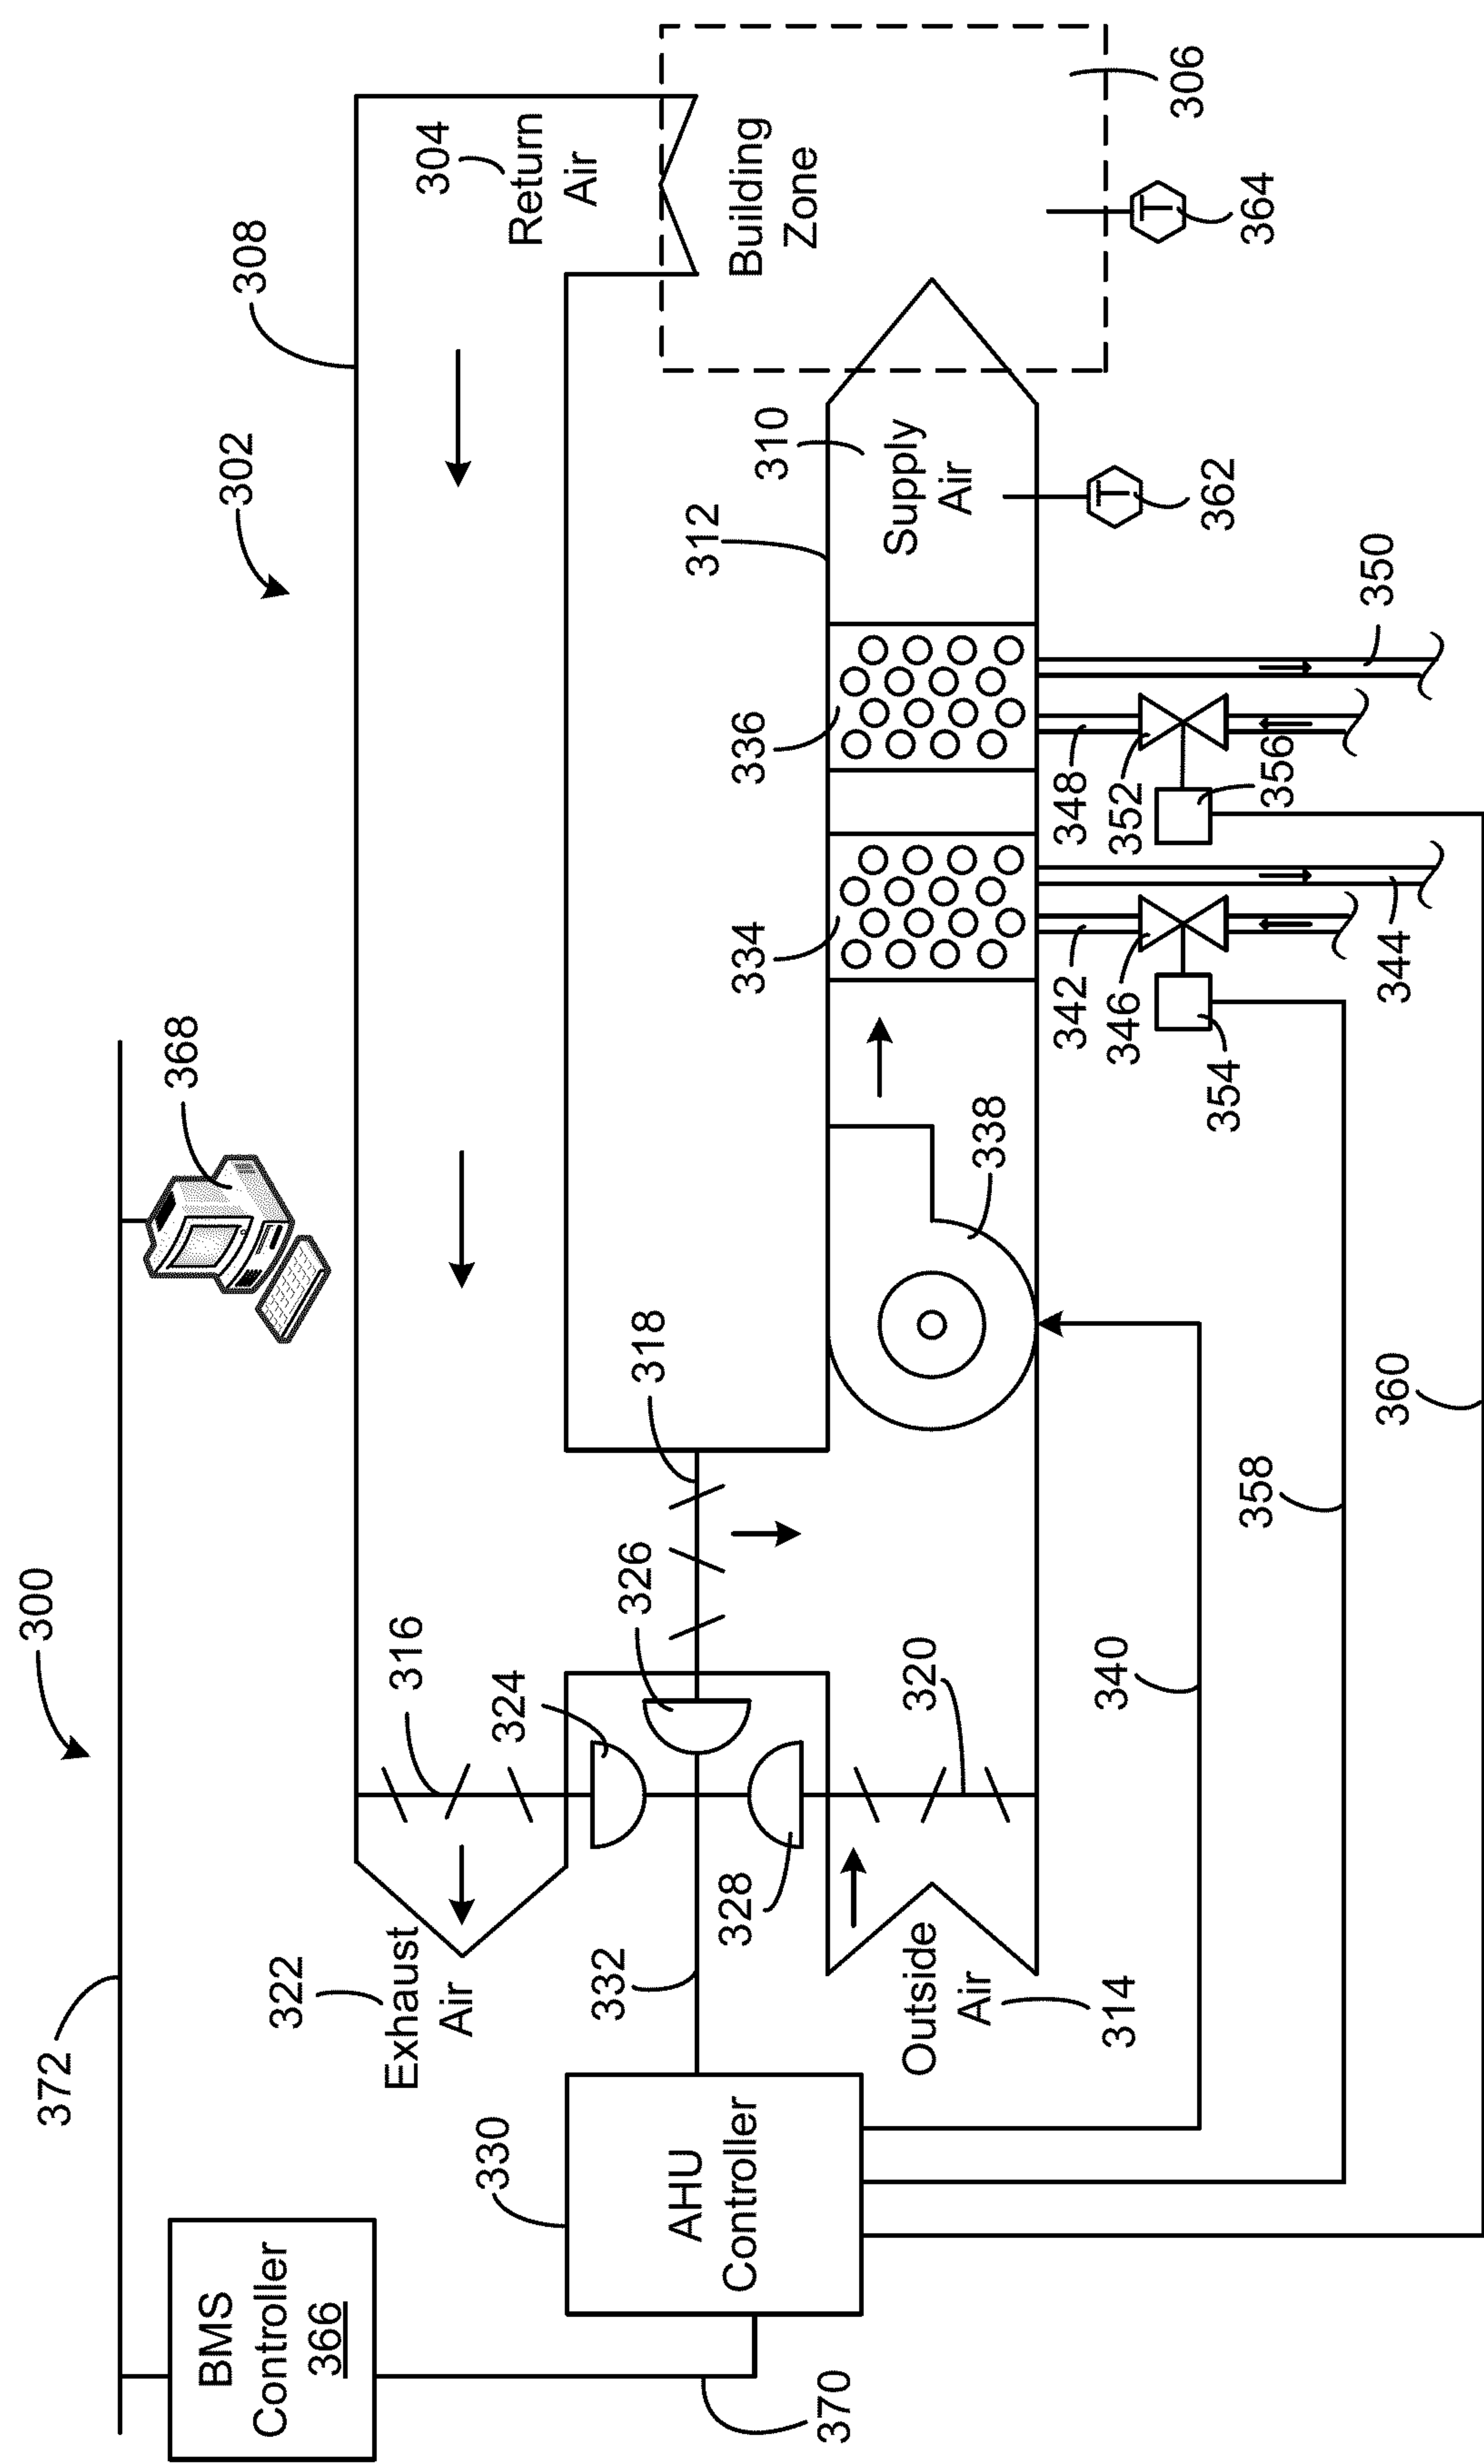 300
372
302
308
368
BMS
Controller
366
322
Exhaust
Air
316
304
Return
Air
330
AHU
Controller
370
332
324
326
318
328
Building
Zone
306
Outside
Air
314
320
338
334
336
312
310
Supply
Air
340
342
346
354
344
348
352
356
350
362
364
358
360
T
T